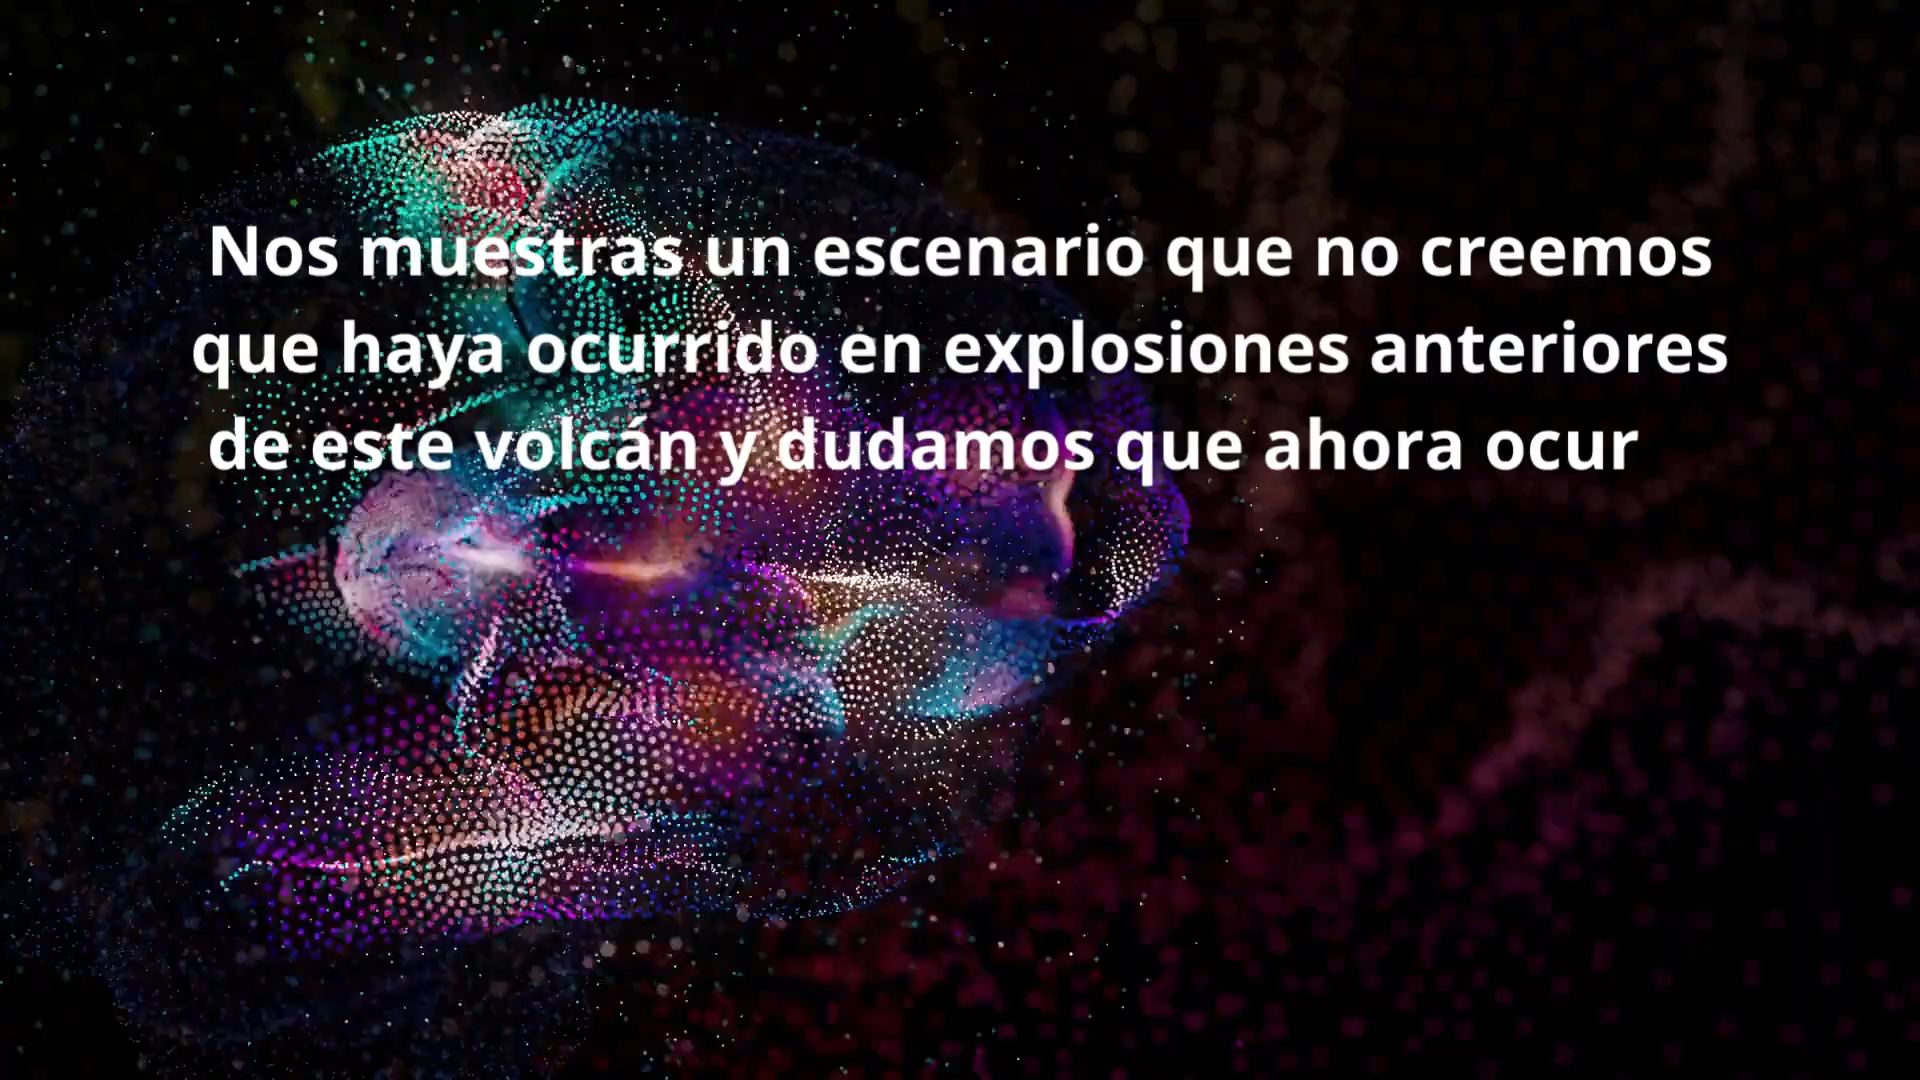 Nos muestras un escenario que no creemos
que haya ocurrido en explosiones anteriores
de este volcán y dudamos que ahora ocur